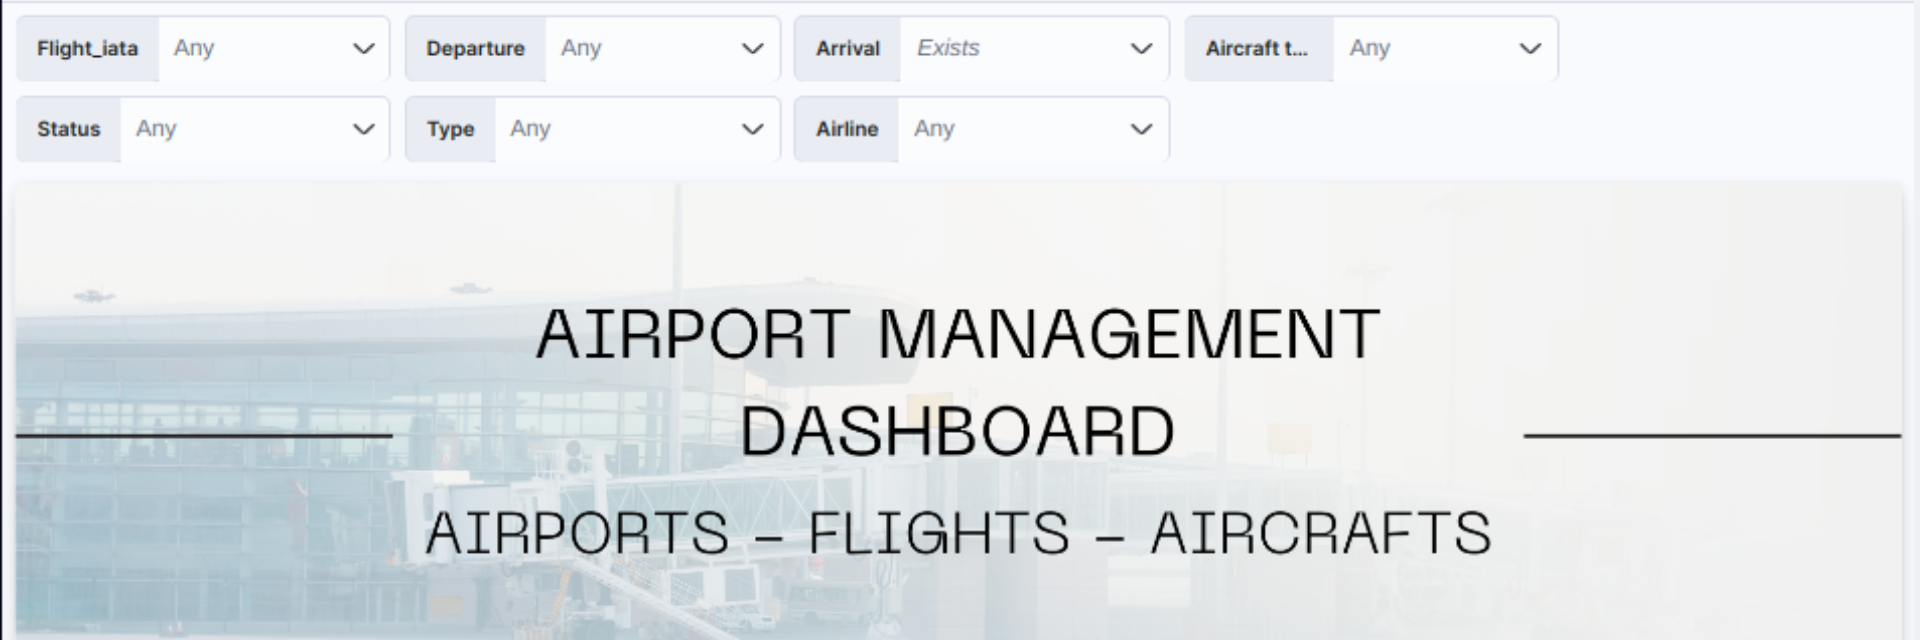 Flight_iata Any Departure Any Arrival Exists Aircraft t... Any
Status Any Type Any Airline Any
AIRPORT MANAGEMENT
DASHBOARD
AIRPORTS – FLIGHTS – AIRCRAFTS